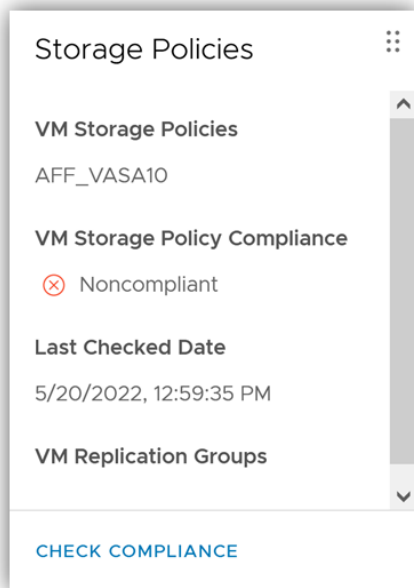 Storage Policies
VM Storage Policies
AFF_VASA10
VM Storage Policy Compliance
Noncompliant
Last Checked Date
5/20/2022, 12:59:35 PM
VM Replication Groups
CHECK COMPLIANCE